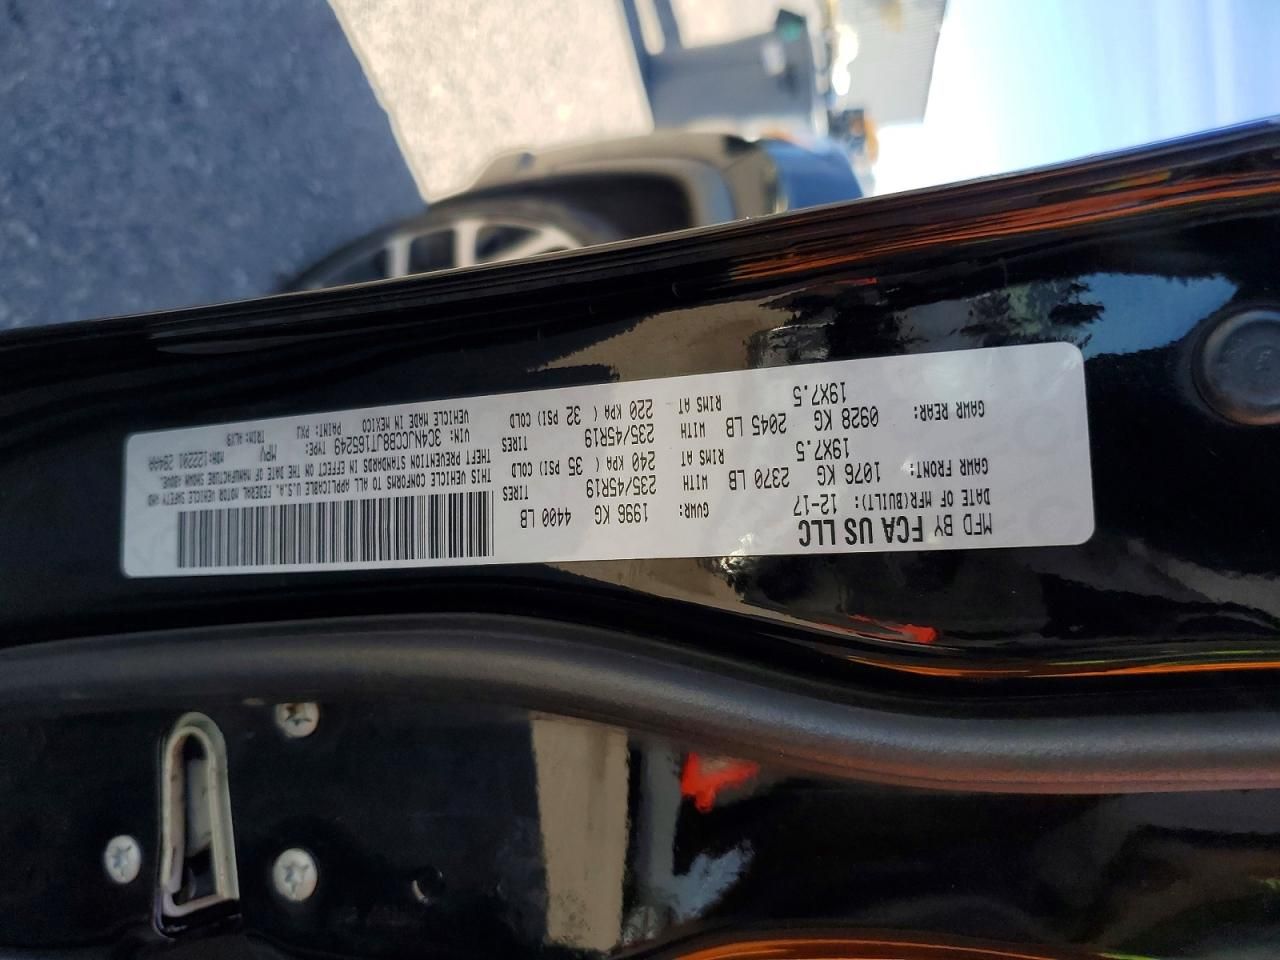 MFD BY FCA US LLC
DATE OF MFR(BUILT): 12-17 GVWR: 1996 KG 4400 LB
GAWR FRONT: 1076 KG 2370 LB WITH 235/45R19 TIRES
19X7.5 RIMS AT 240 KPA ( 35 PSI) COLD
GAWR REAR: 0928 KG 2045 LB WITH 235/45R19 TIRES
19X7.5 RIMS AT 220 KPA ( 32 PSI) COLD
THIS VEHICLE CONFORMS TO ALL APPLICABLE U.S.A. FEDERAL MOTOR VEHICLE SAFETY AND
THEFT PREVENTION STANDARDS IN EFFECT ON THE DATE OF MANUFACTURE SHOWN ABOVE.
VIN: 3C4NJCCB8JT165249 TYPE: MPV MDH: 122201 294AA
VEHICLE MADE IN MEXICO PAINT: PXJ TRIM: ALX9